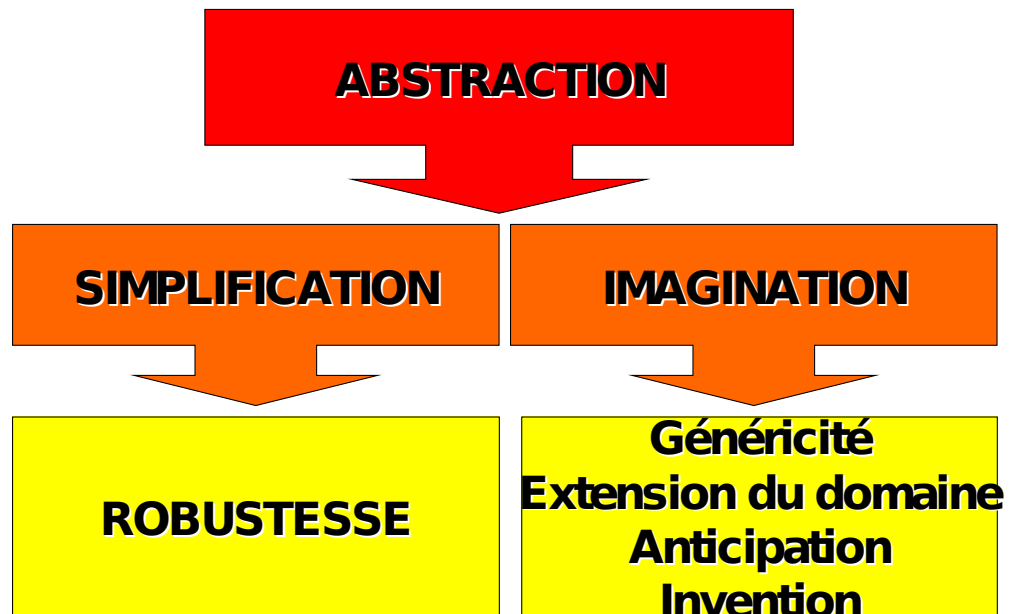 ABSTRACTION
SIMPLIFICATION
IMAGINATION
ROBUSTESSE
Généricité
Extension du domaine
Anticipation
Invention